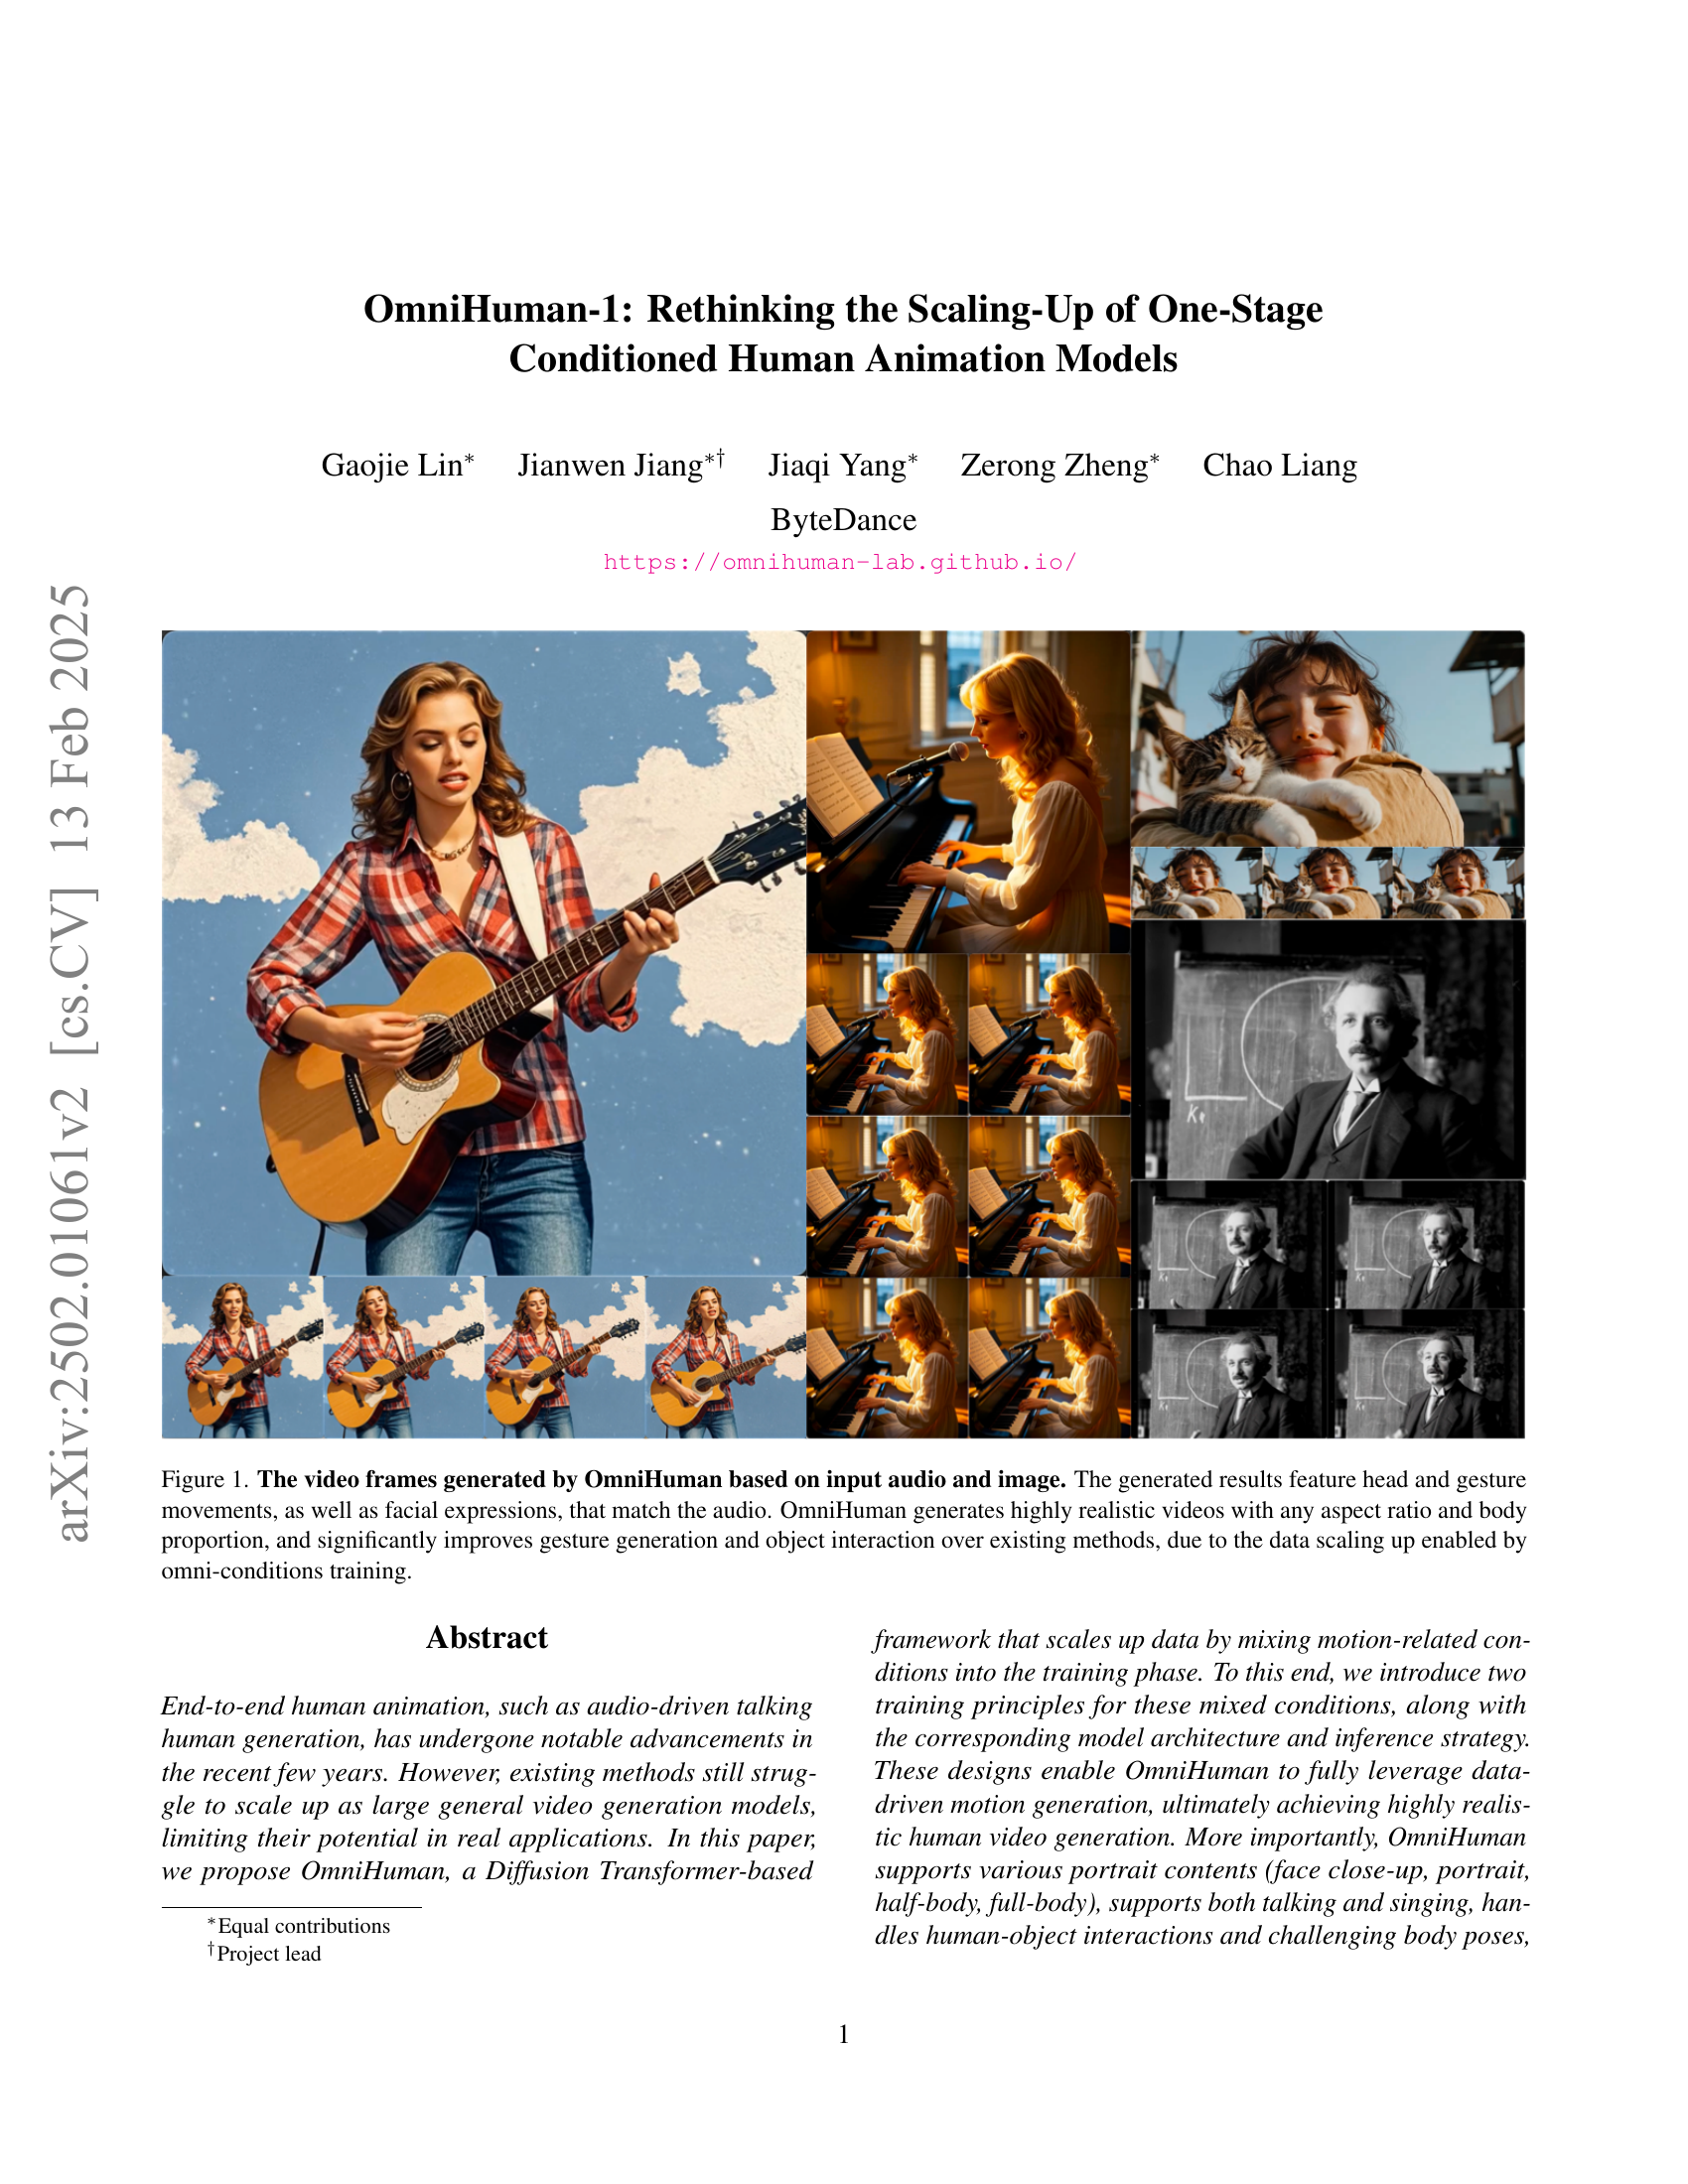 OmniHuman-1: Rethinking the Scaling-Up of One-Stage
Conditioned Human Animation Models
Gaojie Lin* Jianwen Jiang*† Jiaqi Yang* Zerong Zheng* Chao Liang
ByteDance
https://omnihuman-lab.github.io/
arXiv:2502.01061v2 [cs.CV] 13 Feb 2025
Figure 1. The video frames generated by OmniHuman based on input audio and image. The generated results feature head and gesture
movements, as well as facial expressions, that match the audio. OmniHuman generates highly realistic videos with any aspect ratio and body
proportion, and significantly improves gesture generation and object interaction over existing methods, due to the data scaling up enabled by
omni-conditions training.
Abstract
End-to-end human animation, such as audio-driven talking
human generation, has undergone notable advancements in
the recent few years. However, existing methods still strug-
gle to scale up as large general video generation models,
limiting their potential in real applications. In this paper,
we propose OmniHuman, a Diffusion Transformer-based
*Equal contributions
†Project lead
framework that scales up data by mixing motion-related con-
ditions into the training phase. To this end, we introduce two
training principles for these mixed conditions, along with
the corresponding model architecture and inference strategy.
These designs enable OmniHuman to fully leverage data-
driven motion generation, ultimately achieving highly realis-
tic human video generation. More importantly, OmniHuman
supports various portrait contents (face close-up, portrait,
half-body, full-body), supports both talking and singing, han-
dles human-object interactions and challenging body poses,
1